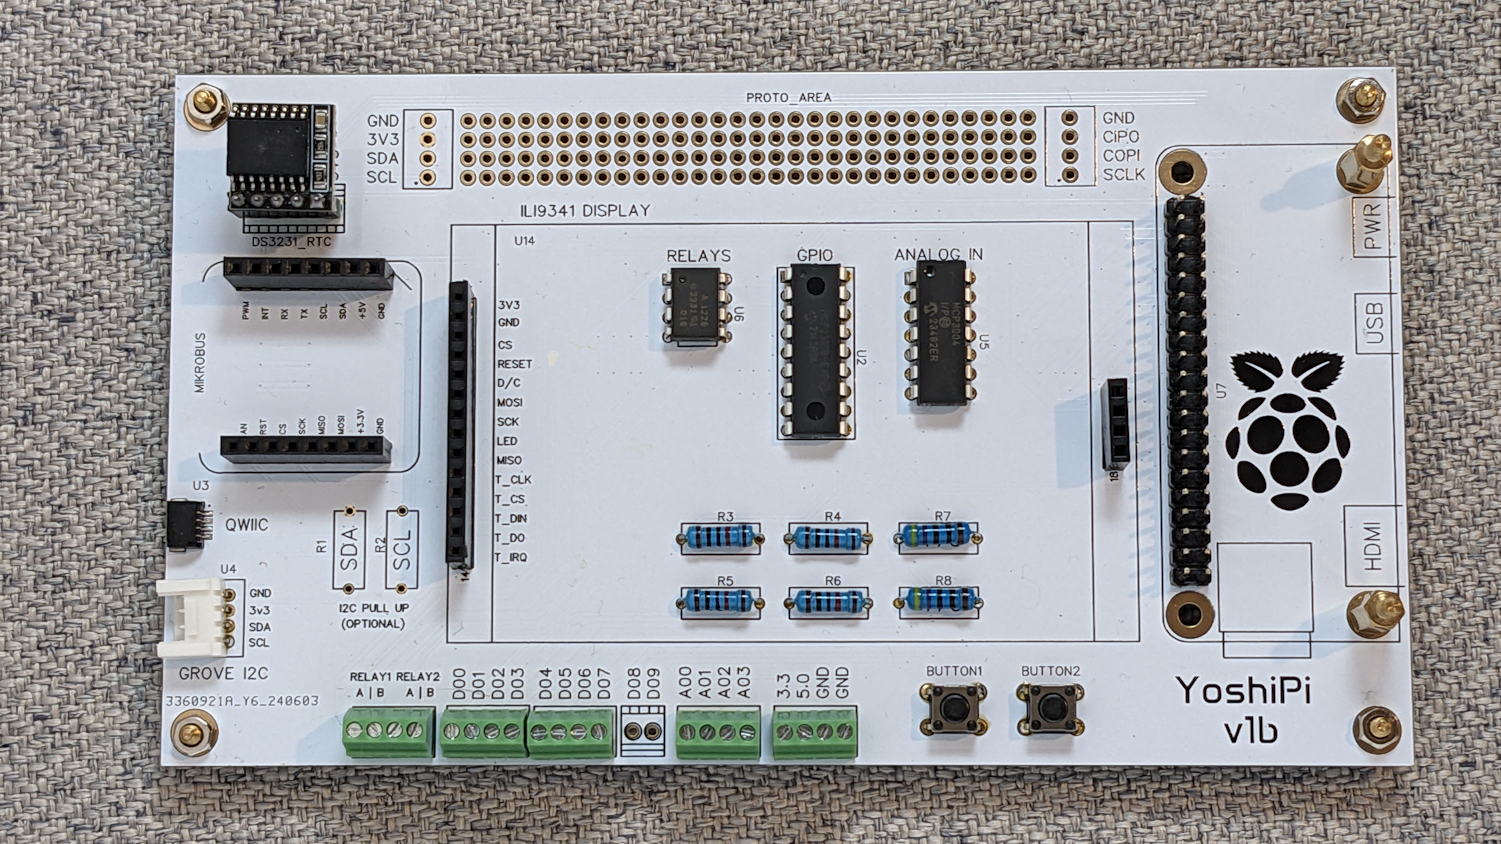 PROTO_AREA
GND
3V3
SDA
SCL
GND
CiPO
COPI
SCLK
DS3231_RTC
ILI9341 DISPLAY
U14
RELAYS
GPIO
ANALOG IN
U6
U2
U5
MCP3004
I/P
PWR
USB
HDMI
U7
PWM
INT
RX
TX
SCL
SDA
+5V
GND
MIKROBUS
AN
RST
CS
SCK
MISO
MOSI
+3.3V
GND
3V3
GND
CS
RESET
D/C
MOSI
SCK
LED
MISO
T_CLK
T_CS
T_DIN
T_DO
T_IRQ
14
18
U3
QWIIC
R1
SDA
R2
SCL
I2C PULL UP
(OPTIONAL)
U4
GND
3v3
SDA
SCL
GROVE I2C
R3
R4
R7
R5
R6
R8
3360921A_Y6_240603
RELAY1 RELAY2
A|B A|B
D00
D01
D02
D03
D04
D05
D06
D07
D08
D09
A00
A01
A02
A03
3.3
5.0
GND
GND
BUTTON1
BUTTON2
YoshiPi
v1b